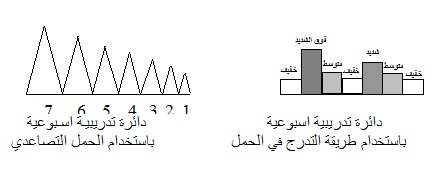 فوق الشديد
شديد
متوسط
متوسط
خفيف
خفيف
خفيف
دائرة تدريبية اسبوعية
باستخدام طريقة التدرج في الحمل
7 6 5 4 3 2 1
دائرة تدريبية اسبوعية
باستخدام الحمل التصاعدي